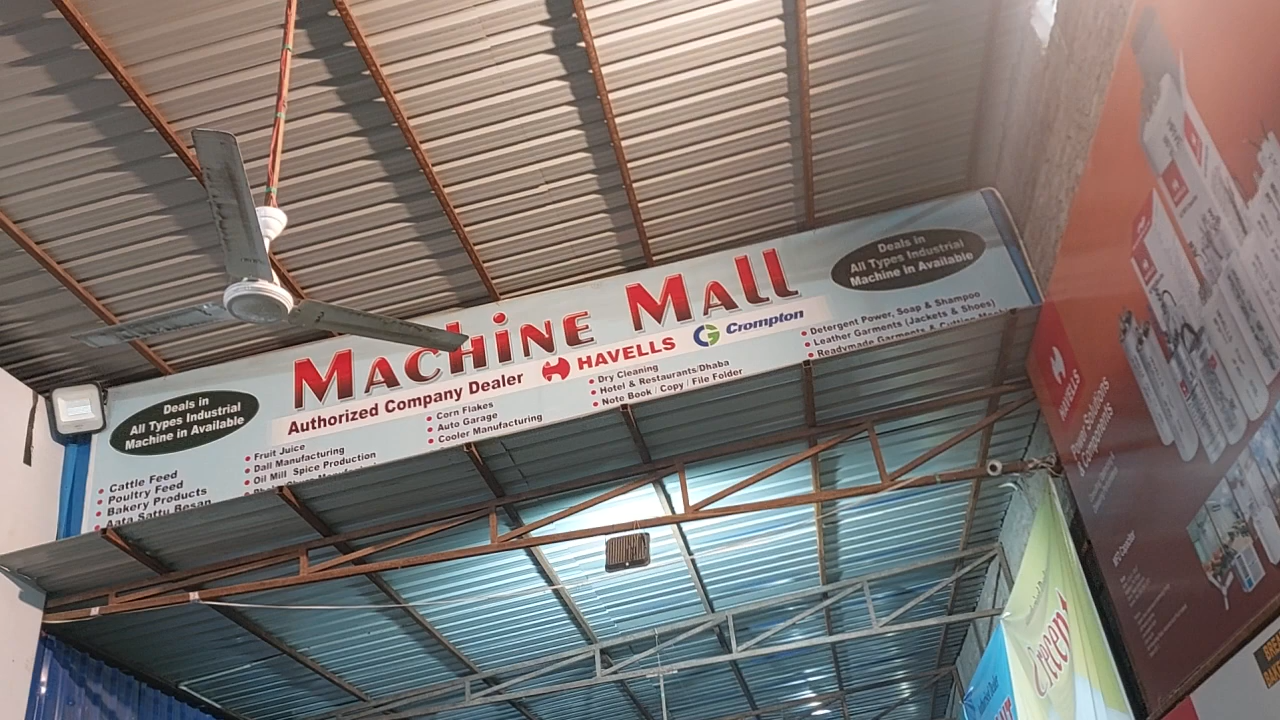 MACHINE MALL
Authorized Company Dealer HAVELLS Crompton
Deals in
All Types Industrial
Machine in Available
Deals in
All Types Industrial
Machine in Available
Cattle Feed
Poultry Feed
Bakery Products
Aata Sattu Besan
Fruit Juice
Dall Manufacturing
Oil Mill Spice Production
Corn Flakes
Auto Garage
Cooler Manufacturing
Dry Cleaning
Hotel & Restaurants/Dhaba
Note Book / Copy / File Folder
Detergent Power, Soap & Shampoo
Leather Garments (Jackets & Shoes)
Readymade Garments & Cutting
HAVELLS
Power Solutions
& Components